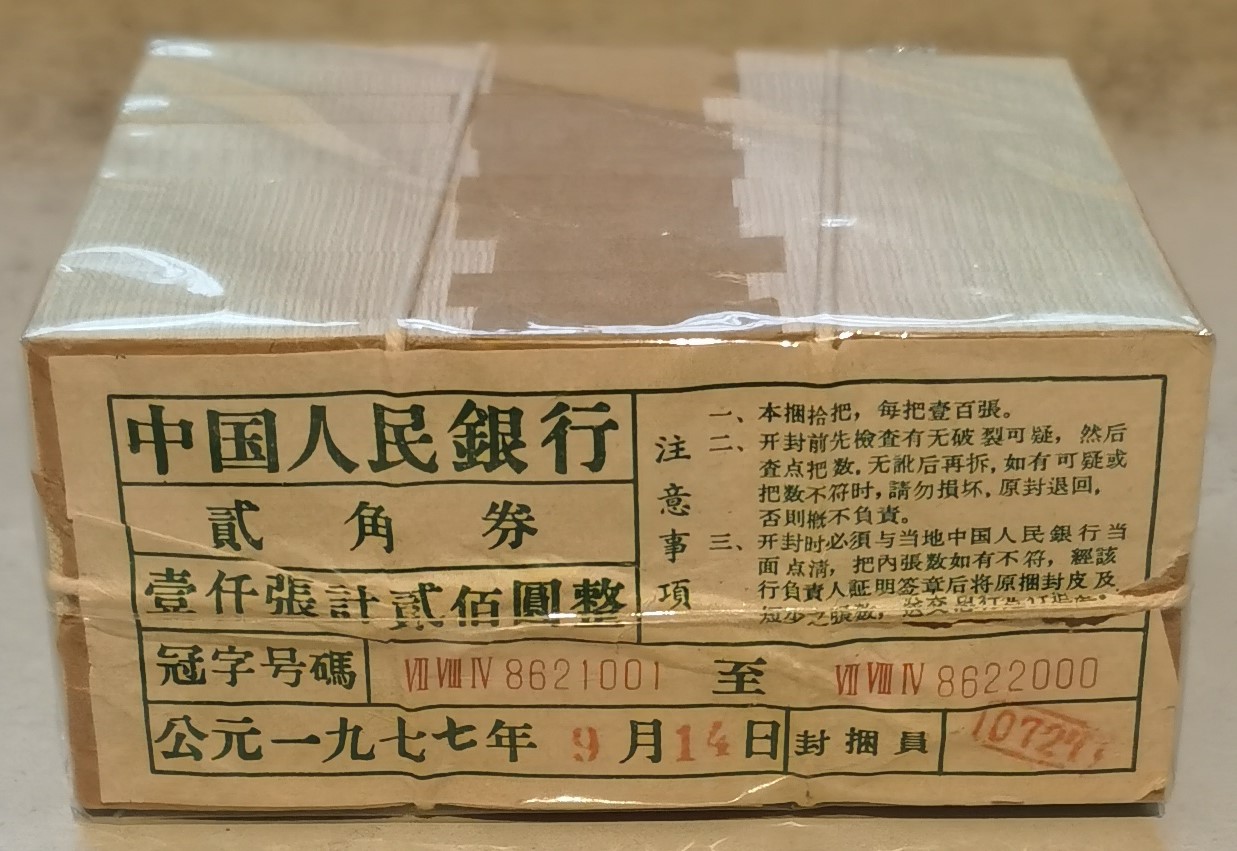 中国人民銀行
貳角券
壹仟張計貳佰圓整
注意事項
一、本捆拾把，每把壹百張。
二、开封前先檢查有无破裂可疑，然后
查点把数，无訛后再拆，如有可疑或
把数不符时，請勿損坏，原封退回，
否則概不負責。
三、开封时必須与当地中国人民銀行当
面点清，把內張数如有不符，經該
行負責人証明签章后将原捆封皮及
短少之張数，
冠字号碼 VII VIII IV 8621001 至 VII VIII IV 8622000
公元一九七七年 9 月 14 日 封捆員